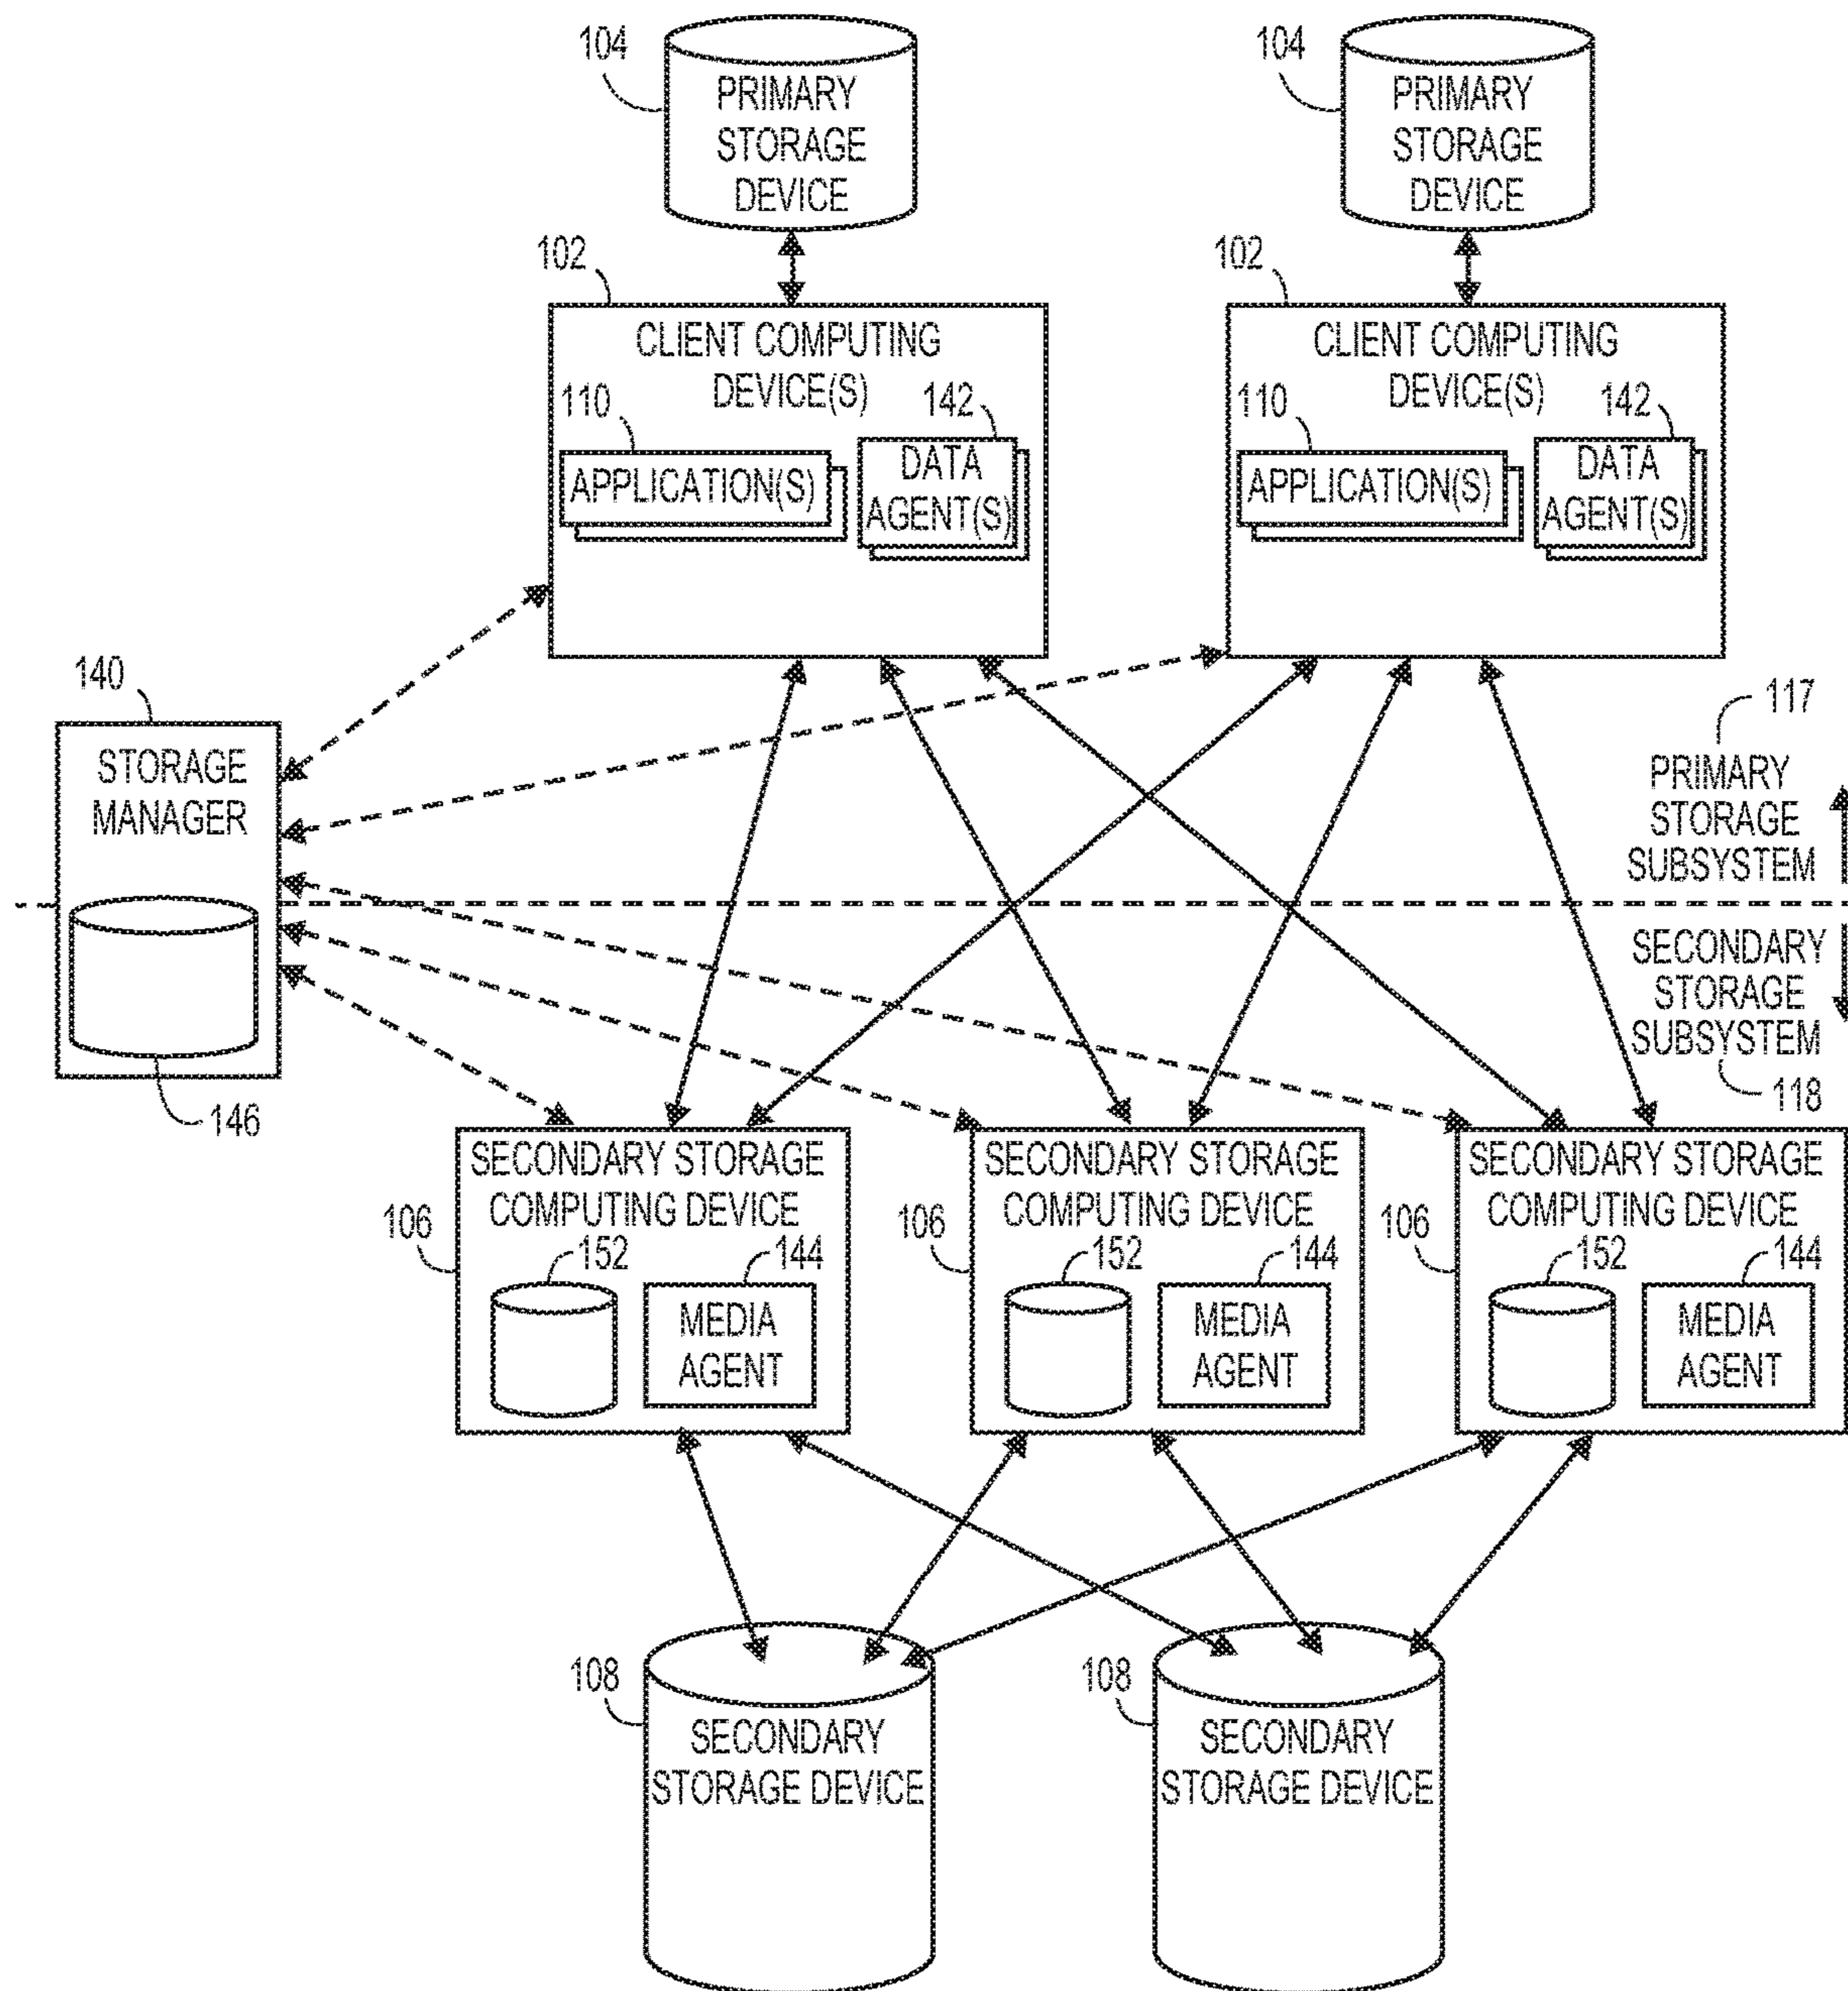 104
PRIMARY
STORAGE
DEVICE
104
PRIMARY
STORAGE
DEVICE
102
CLIENT COMPUTING
DEVICE(S)
110
APPLICATION(S)
142
DATA
AGENT(S)
102
CLIENT COMPUTING
DEVICE(S)
110
APPLICATION(S)
142
DATA
AGENT(S)
140
STORAGE
MANAGER
146
117
PRIMARY
STORAGE
SUBSYSTEM
SECONDARY
STORAGE
SUBSYSTEM
118
SECONDARY STORAGE
COMPUTING DEVICE
106
152
144
MEDIA
AGENT
SECONDARY STORAGE
COMPUTING DEVICE
106
152
144
MEDIA
AGENT
SECONDARY STORAGE
COMPUTING DEVICE
106
152
144
MEDIA
AGENT
108
SECONDARY
STORAGE DEVICE
108
SECONDARY
STORAGE DEVICE